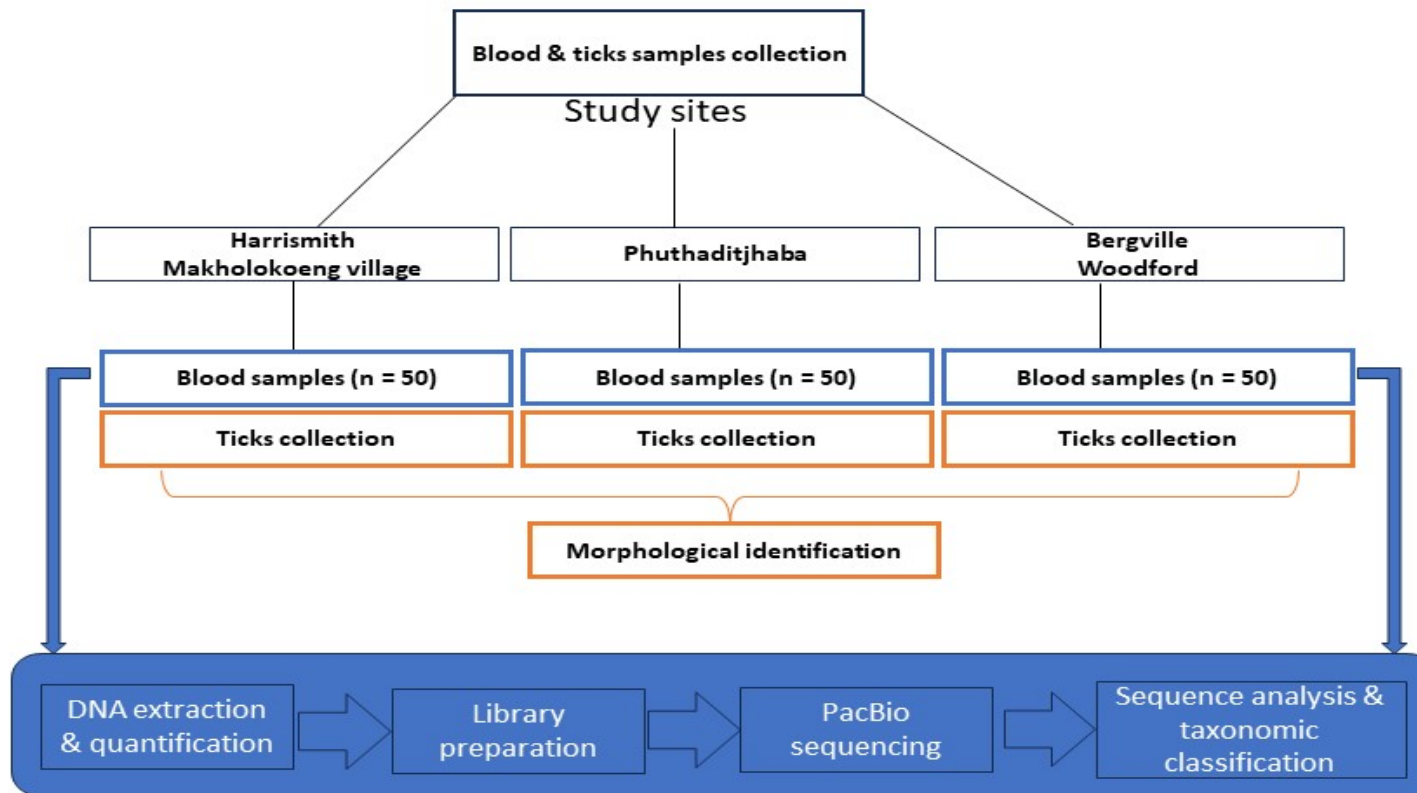 Blood & ticks samples collection
Study sites
Harrismith
Makholokoeng village
Phuthaditjhaba
Bergville
Woodford
Blood samples (n = 50)
Blood samples (n = 50)
Blood samples (n = 50)
Ticks collection
Ticks collection
Ticks collection
Morphological identification
DNA extraction
& quantification
Library
preparation
PacBio
sequencing
Sequence analysis &
taxonomic
classification